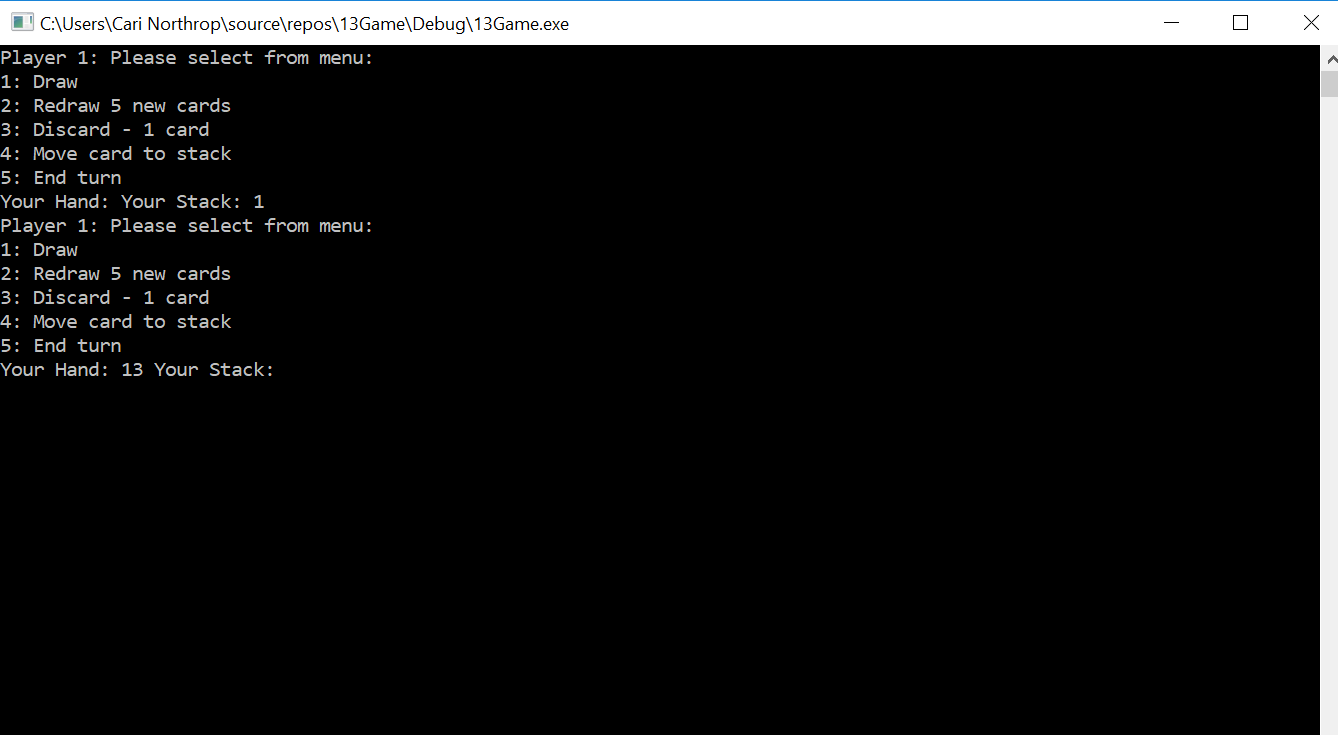 C:\Users\Cari Northrop\source\repos\13Game\Debug\13Game.exe
Player 1: Please select from menu:
1: Draw
2: Redraw 5 new cards
3: Discard - 1 card
4: Move card to stack
5: End turn
Your Hand: Your Stack: 1
Player 1: Please select from menu:
1: Draw
2: Redraw 5 new cards
3: Discard - 1 card
4: Move card to stack
5: End turn
Your Hand: 13 Your Stack: